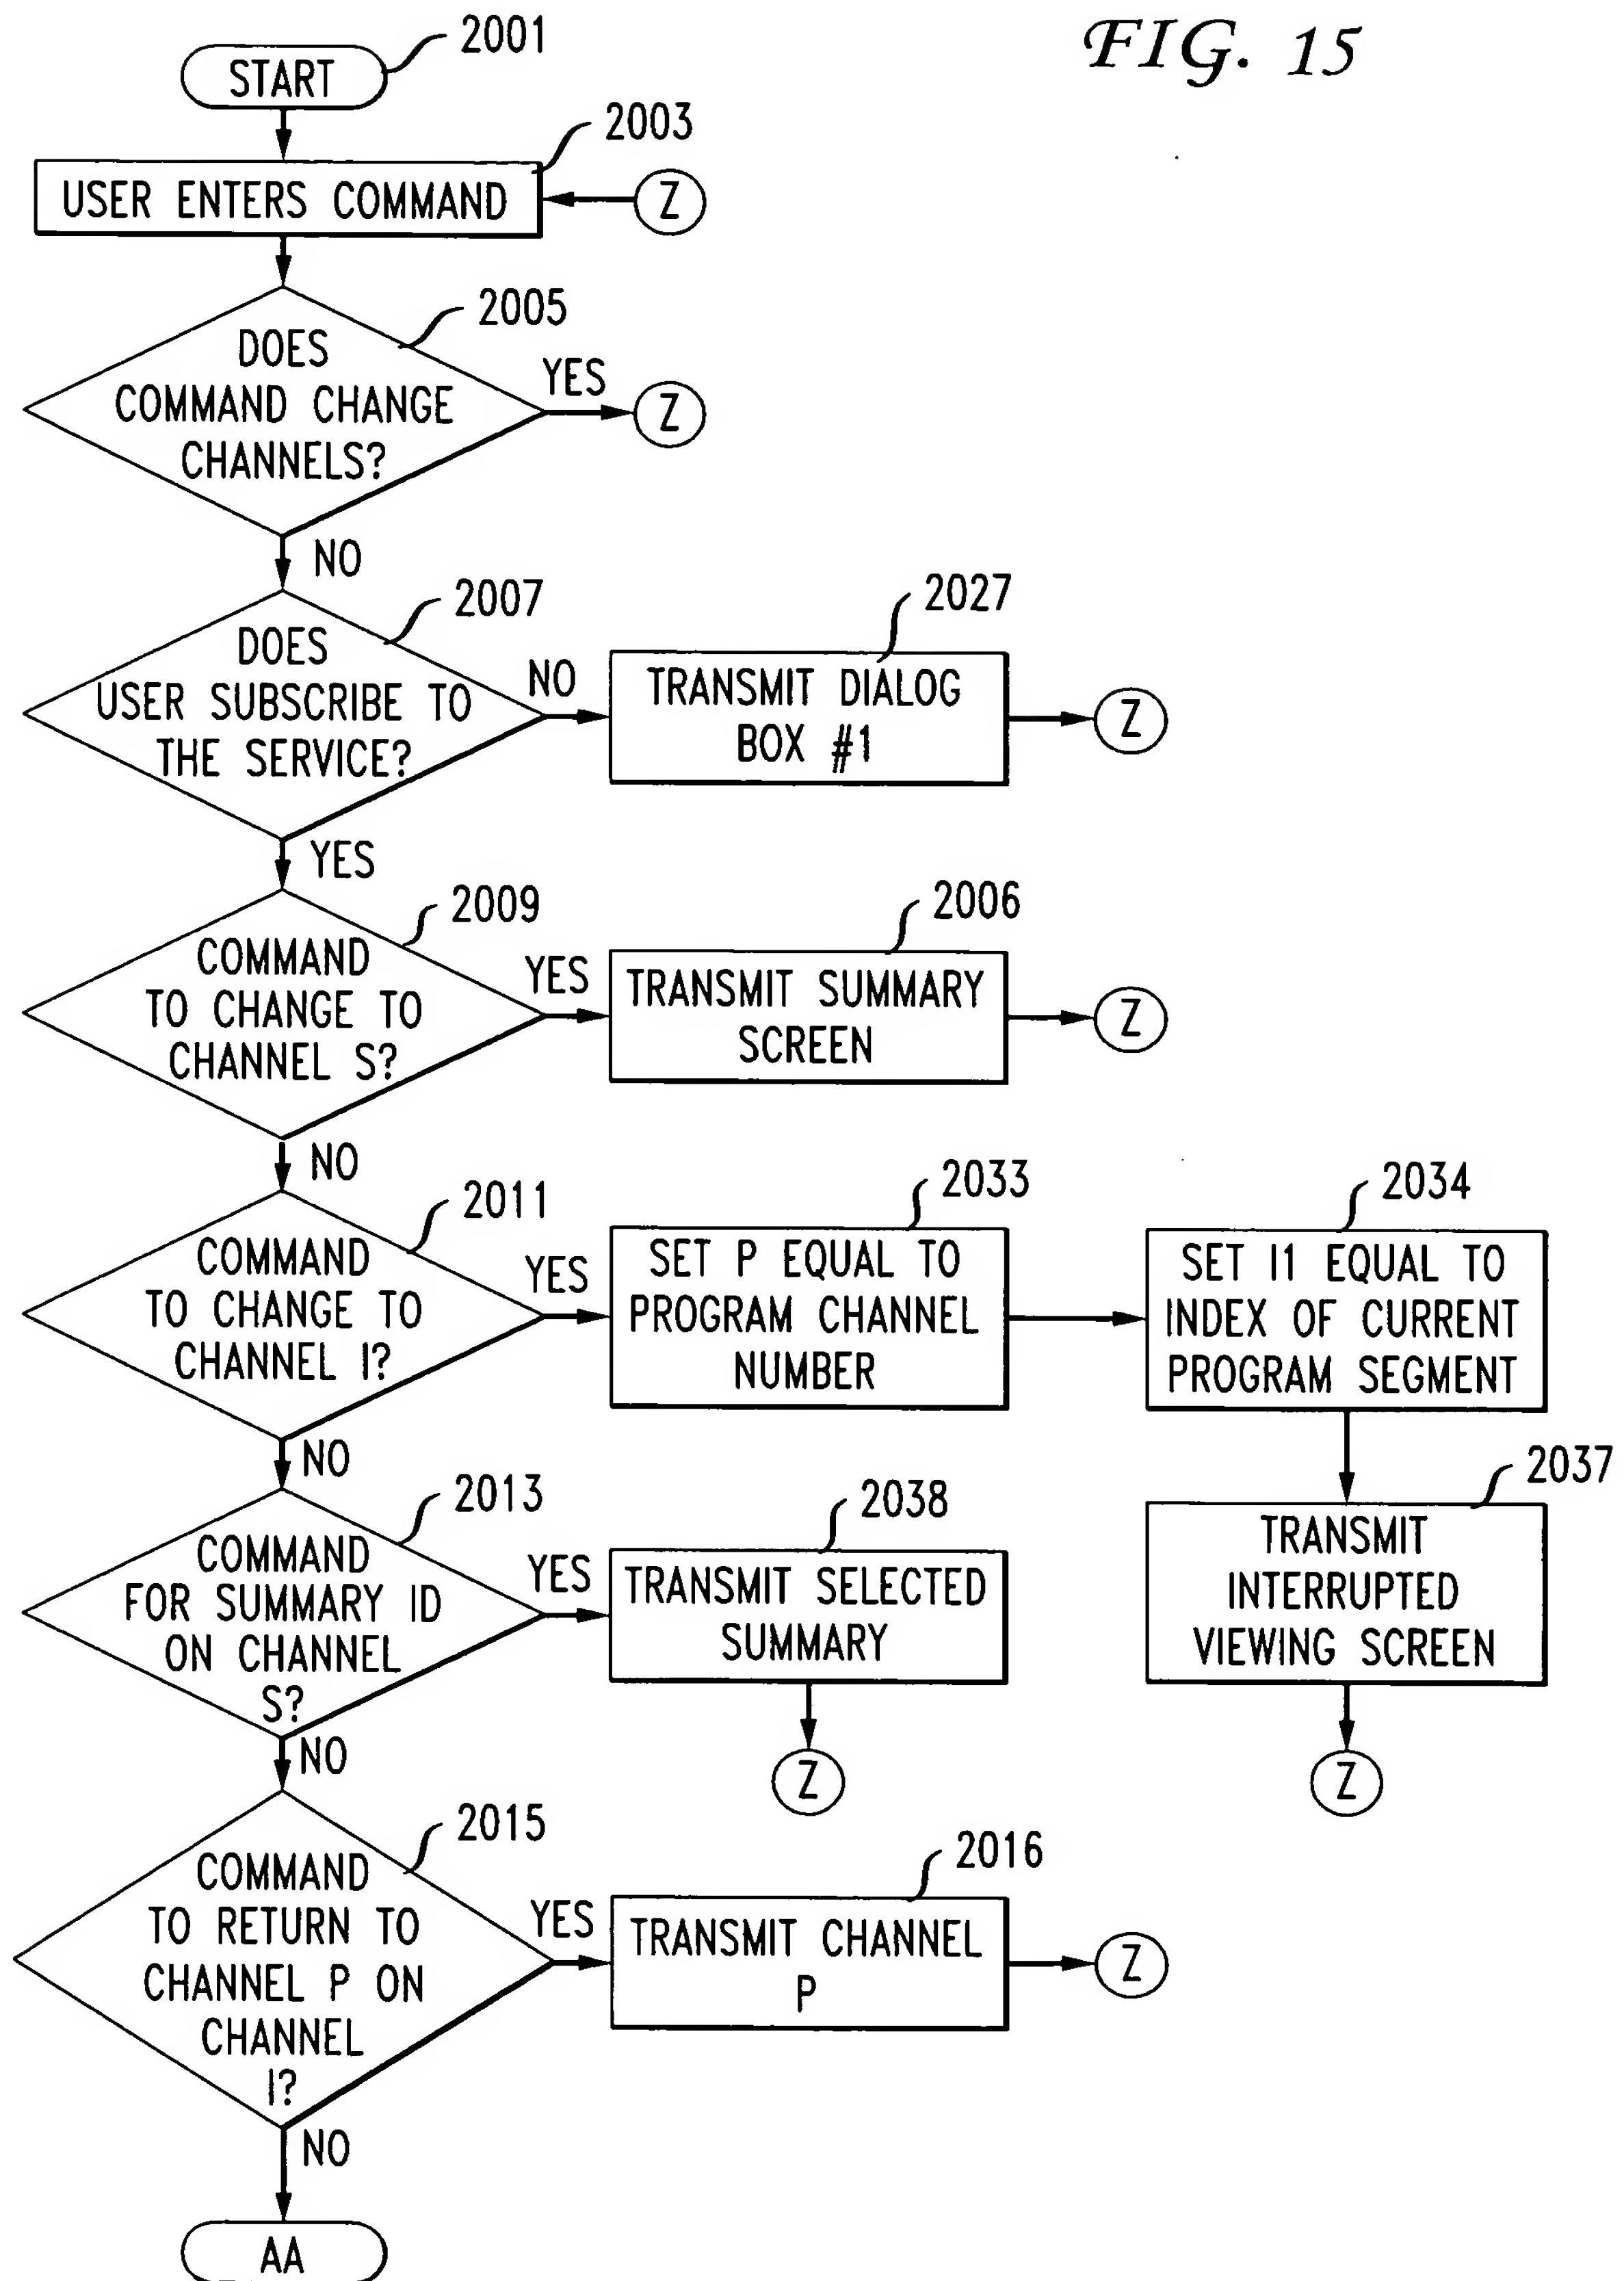 FIG. 15
2001
START
2003
USER ENTERS COMMAND
Z
2005
DOES
COMMAND CHANGE
CHANNELS?
YES
Z
NO
2007
DOES
USER SUBSCRIBE TO
THE SERVICE?
NO
2027
TRANSMIT DIALOG
BOX #1
Z
YES
2009
COMMAND
TO CHANGE TO
CHANNEL S?
YES
2006
TRANSMIT SUMMARY
SCREEN
Z
NO
2011
COMMAND
TO CHANGE TO
CHANNEL I?
YES
2033
SET P EQUAL TO
PROGRAM CHANNEL
NUMBER
2034
SET I1 EQUAL TO
INDEX OF CURRENT
PROGRAM SEGMENT
2037
TRANSMIT
INTERRUPTED
VIEWING SCREEN
Z
NO
2013
COMMAND
FOR SUMMARY ID
ON CHANNEL
S?
YES
2038
TRANSMIT SELECTED
SUMMARY
Z
NO
2015
COMMAND
TO RETURN TO
CHANNEL P ON
CHANNEL
I?
YES
2016
TRANSMIT CHANNEL
P
Z
NO
AA